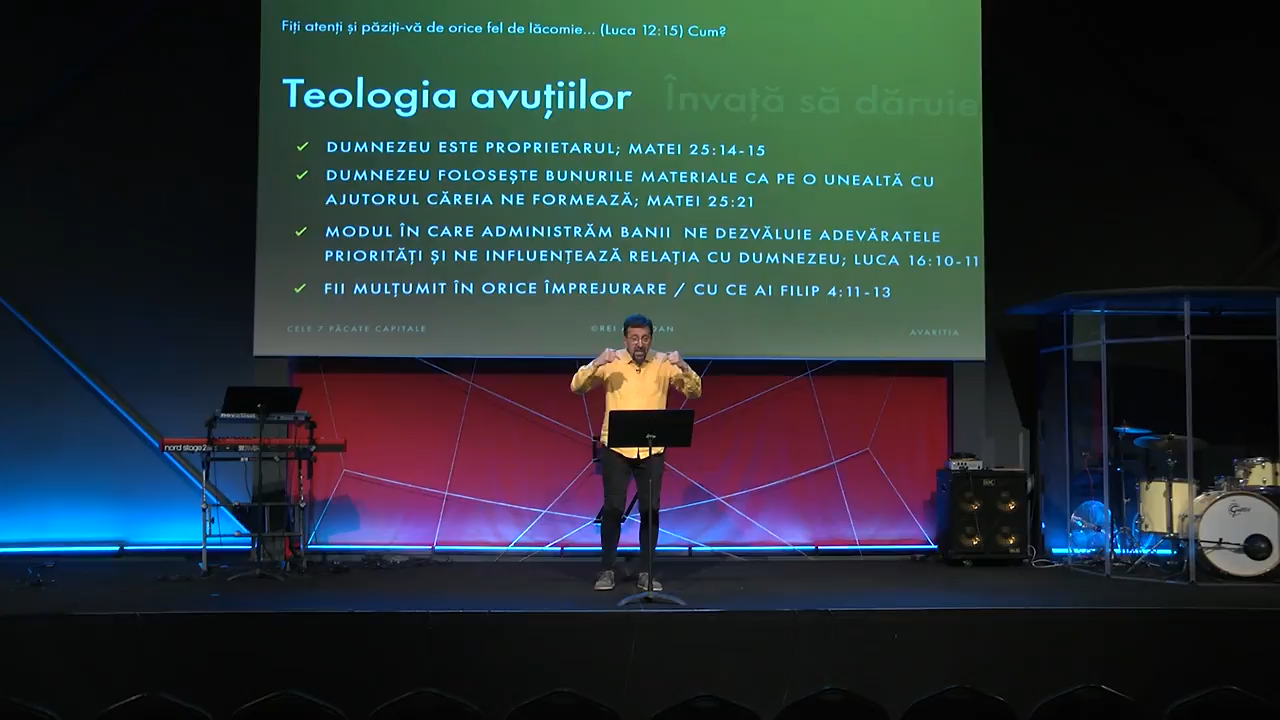 Fiți atenți și păziți-vă de orice fel de lăcomie... (Luca 12:15) Cum?
Teologia avuțiilor Învață să dăruie
DUMNEZEU ESTE PROPRIETARUL; MATEI 25:14-15
DUMNEZEU FOLOSEȘTE BUNURILE MATERIALE CA PE O UNEALTĂ CU
AJUTORUL CĂREIA NE FORMEAZĂ; MATEI 25:21
MODUL ÎN CARE ADMINISTRĂM BANII NE DEZVĂLUIE ADEVĂRATELE
PRIORITĂȚI ȘI NE INFLUENȚEAZĂ RELAȚIA CU DUMNEZEU; LUCA 16:10-11
FII MULȚUMIT ÎN ORICE ÎMPREJURARE / CU CE AI FILIP 4:11-13
CELE 7 PĂCATE CAPITALE
©REI
AVARITIA
nord stage 2